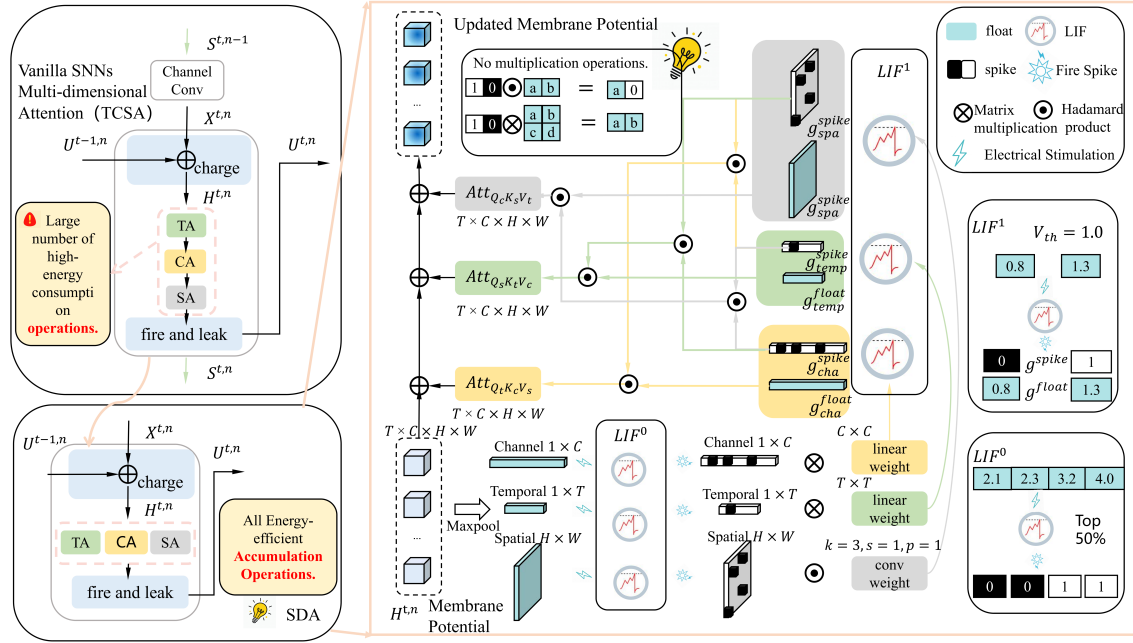 Vanilla SNNs
Multi-dimensional
Attention（TCSA）
S^{t,n−1}
Channel
Conv
X^{t,n}
U^{t−1,n}
charge
U^{t,n}
H^{t,n}
TA
CA
SA
fire and leak
S^{t,n}
Large
number of
high-
energy
consumpti
on
operations.
X^{t,n}
U^{t−1,n}
charge
U^{t,n}
H^{t,n}
TA
CA
SA
fire and leak
All Energy-
efficient
Accumulation
Operations.
SDA
Updated Membrane Potential
...
No multiplication operations.
1 0 a b = a 0
1 0 a b = a b
c d
Att_{Q_cK_sV_t}
T × C × H × W
Att_{Q_sK_tV_c}
T × C × H × W
Att_{Q_tK_cV_s}
T × C × H × W
T × C × H × W
g_{spa}^{spike}
g_{spa}^{spike}
g_{temp}^{spike}
g_{temp}^{float}
g_{cha}^{spike}
g_{cha}^{float}
LIF^1
...
H^{t,n}
Membrane
Potential
Maxpool
Channel 1 × C
Temporal 1 × T
Spatial H × W
LIF^0
Channel 1 × C
Temporal 1 × T
Spatial H × W
C × C
linear
weight
T × T
linear
weight
k = 3, s = 1, p = 1
conv
weight
float
LIF
spike
Fire Spike
Matrix
multiplication
Hadamard
product
Electrical Stimulation
LIF^1
V_{th} = 1.0
0.8
1.3
0 g^{spike} 1
0.8 g^{float} 1.3
LIF^0
2.1 2.3 3.2 4.0
Top
50%
0 0 1 1